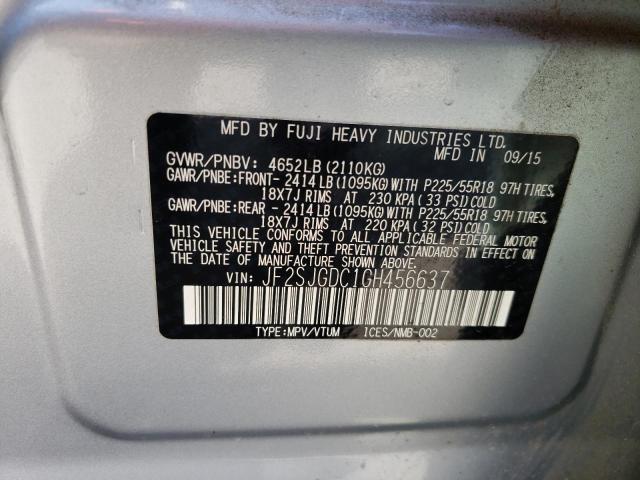 MFD BY FUJI HEAVY INDUSTRIES LTD.
MFD IN 09/15
GVWR/PNBV: 4652LB (2110KG)
GAWR/PNBE:FRONT- 2414 LB (1095KG) WITH P225/55R18 97H TIRES,
18X7J RIMS AT 230 KPA (33 PSI) COLD
GAWR/PNBE:REAR - 2414 LB (1095KG) WITH P225/55R18 97H TIRES,
18X7J RIMS AT 220 KPA (32 PSI) COLD
THIS VEHICLE CONFORMS TO ALL APPLICABLE FEDERAL MOTOR
VEHICLE SAFETY AND THEFT PREVENTION STANDARDS IN EFFECT ON
THE DATE OF MANUFACTURE SHOWN ABOVE.
VIN: JF2SJGDC1GH456637
TYPE:MPV/VTUM ICES/NMB-002